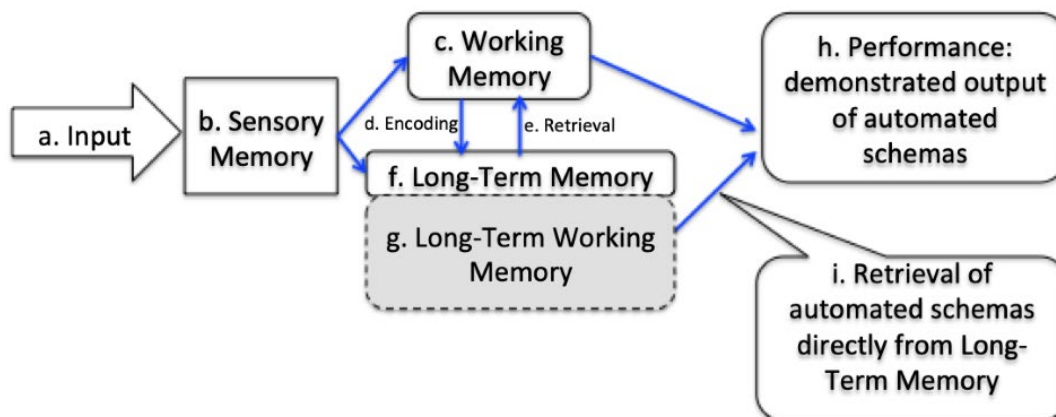 a. Input
b. Sensory
Memory
c. Working
Memory
d. Encoding
e. Retrieval
f. Long-Term Memory
g. Long-Term Working
Memory
h. Performance:
demonstrated output
of automated
schemas
i. Retrieval of
automated schemas
directly from Long-
Term Memory